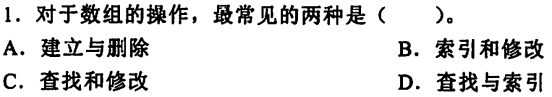 1．对于数组的操作，最常见的两种是（　　）。
A．建立与删除　　B．索引和修改
C．查找和修改　　D．查找与索引